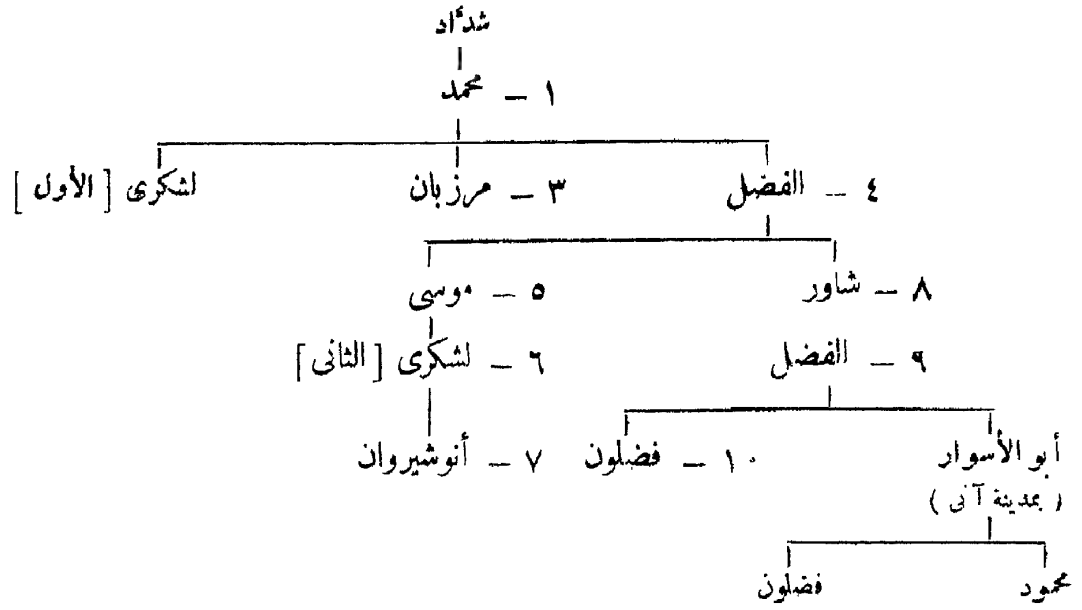 شدّاد
١ – محمد
٤ – الفضل ٣ – مرزبان لشكرى [ الأول ]
٨ – شاور ٥ – موسى
٩ – الفضل ٦ – لشكرى [ الثانى ]
أبو الأسوار ١٠ – فضلون ٧ – أنوشيروان
( بمدينة آنى )
محمود فضلون